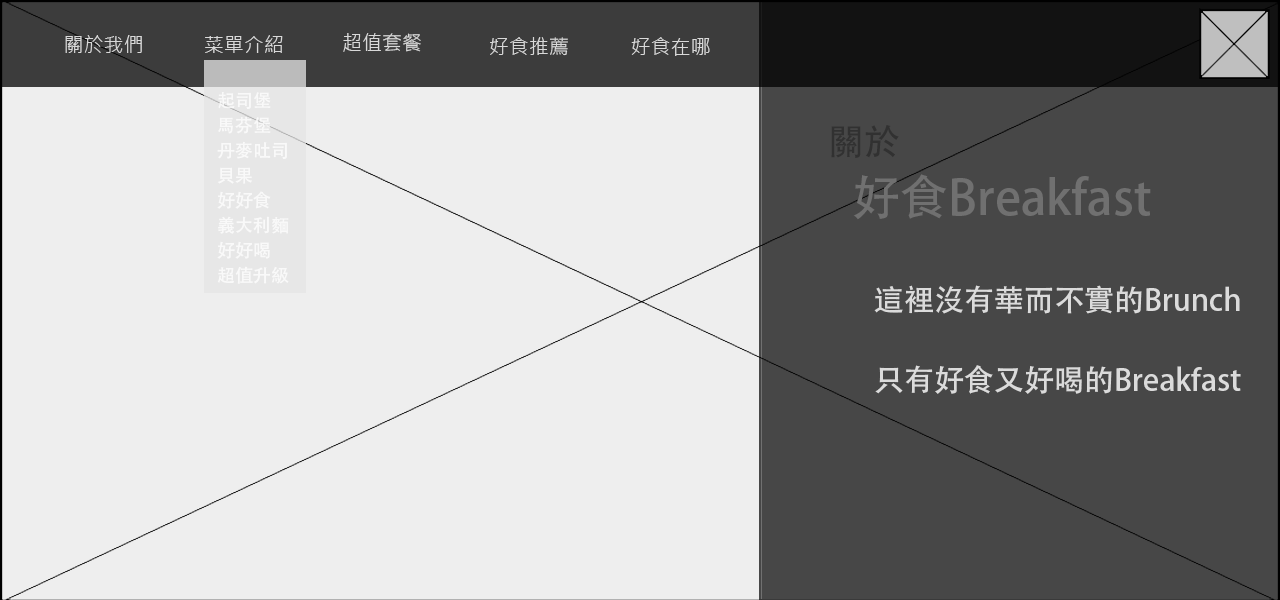 關於我們
菜單介紹
超值套餐
好食推薦
好食在哪
起司堡
馬芬堡
丹麥吐司
貝果
好好食
義大利麵
好好喝
超值升級
關於
好食Breakfast
這裡沒有華而不實的Brunch
只有好食又好喝的Breakfast